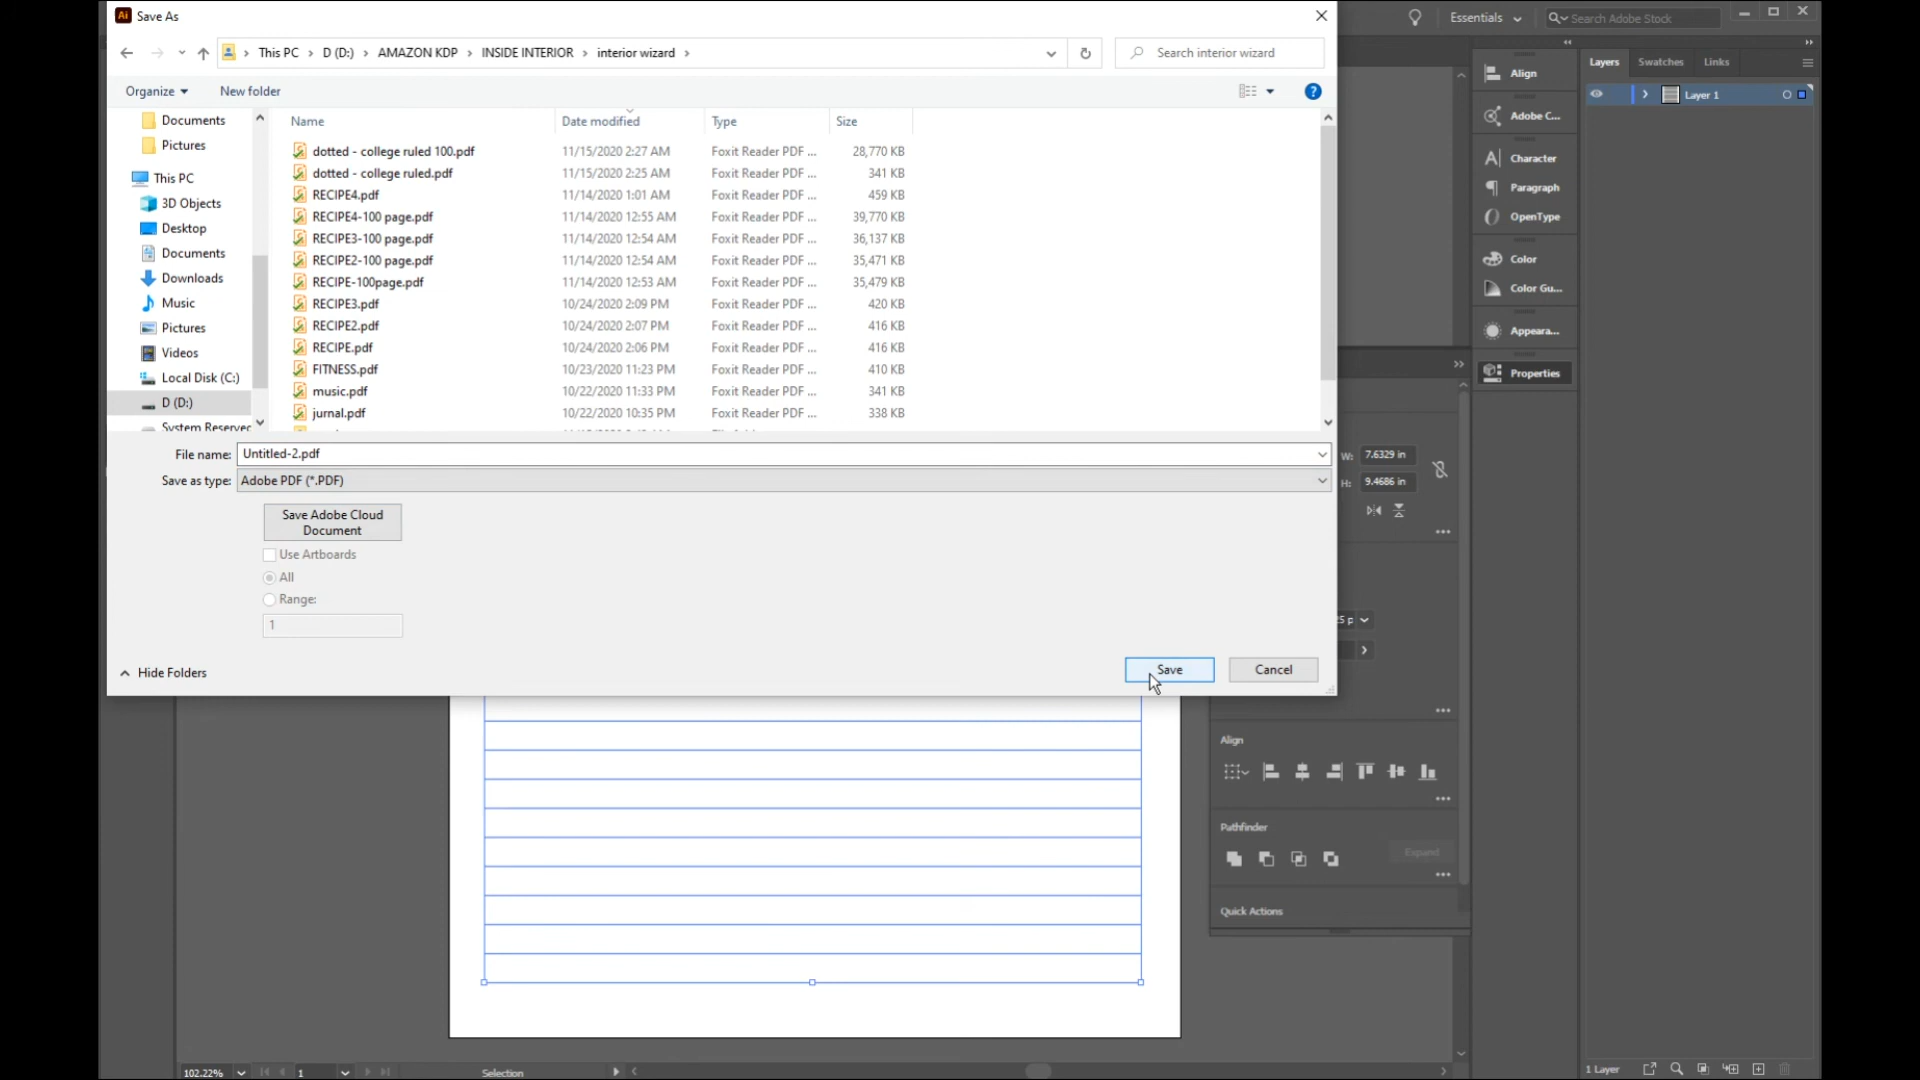 Save As
Essentials
Search Adobe Stock
This PC > D (D:) > AMAZON KDP > INSIDE INTERIOR > interior wizard >
Search interior wizard
Organize
New folder
Documents
Pictures
This PC
3D Objects
Desktop
Documents
Downloads
Music
Pictures
Videos
Local Disk (C:)
D (D:)
System Reserved
Name Date modified Type Size
dotted - college ruled 100.pdf 11/15/2020 2:27 AM Foxit Reader PDF ... 28,770 KB
dotted - college ruled.pdf 11/15/2020 2:25 AM Foxit Reader PDF ... 341 KB
RECIPE4.pdf 11/14/2020 1:01 AM Foxit Reader PDF ... 459 KB
RECIPE4-100 page.pdf 11/14/2020 12:55 AM Foxit Reader PDF ... 39,770 KB
RECIPE3-100 page.pdf 11/14/2020 12:54 AM Foxit Reader PDF ... 36,137 KB
RECIPE2-100 page.pdf 11/14/2020 12:54 AM Foxit Reader PDF ... 35,471 KB
RECIPE-100page.pdf 11/14/2020 12:53 AM Foxit Reader PDF ... 35,479 KB
RECIPE3.pdf 10/24/2020 2:09 PM Foxit Reader PDF ... 420 KB
RECIPE2.pdf 10/24/2020 2:07 PM Foxit Reader PDF ... 416 KB
RECIPE.pdf 10/24/2020 2:06 PM Foxit Reader PDF ... 416 KB
FITNESS.pdf 10/23/2020 11:23 PM Foxit Reader PDF ... 410 KB
music.pdf 10/22/2020 11:33 PM Foxit Reader PDF ... 341 KB
jurnal.pdf 10/22/2020 10:35 PM Foxit Reader PDF ... 338 KB
File name: Untitled-2.pdf
Save as type: Adobe PDF (*.PDF)
Save Adobe Cloud
Document
Use Artboards
All
Range:
1
Hide Folders
Save
Cancel
Align
Adobe C...
Character
Paragraph
OpenType
Color
Color Gu...
Appeara...
Properties
Layers Swatches Links
Layer 1
W: 7.6329 in
H: 9.4686 in
5 p
Align
Pathfinder
Expand
Quick Actions
102.22%
1
Selection
1 Layer